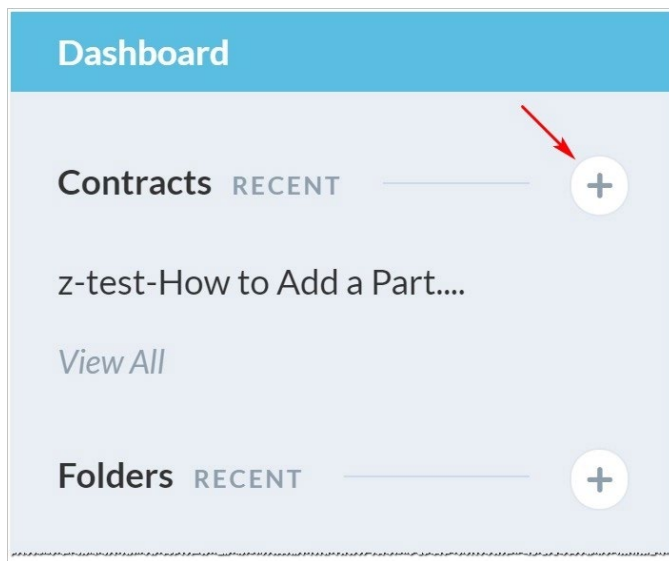 Dashboard
Contracts RECENT
z-test-How to Add a Part....
View All
Folders RECENT